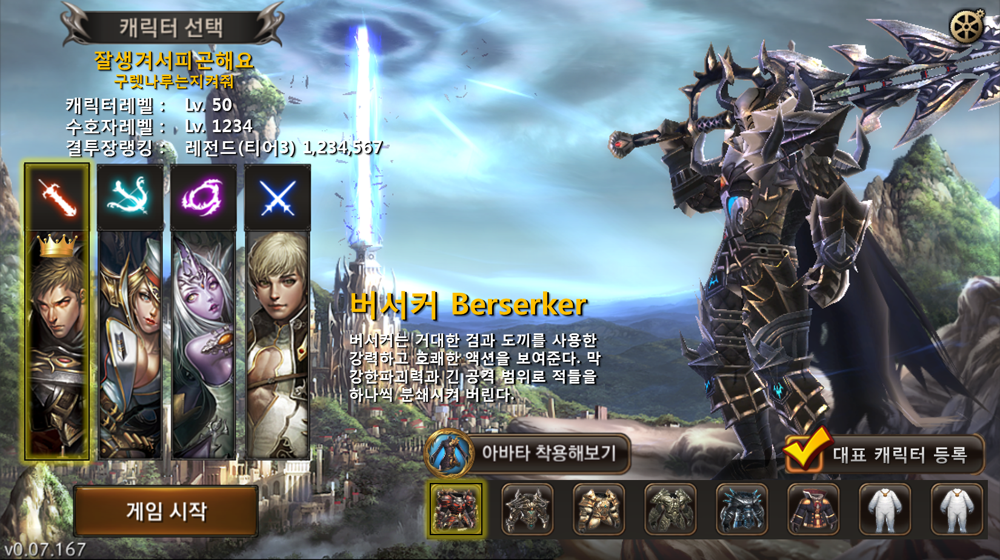 캐릭터 선택
잘생겨서피곤해요
구렛나루는지켜줘
캐릭터레벨 : Lv. 50
수호자레벨 : Lv. 1234
결투장랭킹 : 레전드(티어3) 1,234,567
버서커 Berserker
버서커는 거대한 검과 도끼를 사용한
강력하고 호쾌한 액션을 보여준다. 막
강한파괴력과 긴 공격 범위로 적들을
하나씩 분쇄시켜 버린다.
아바타 착용해보기
대표 캐릭터 등록
게임 시작
v0.07.167